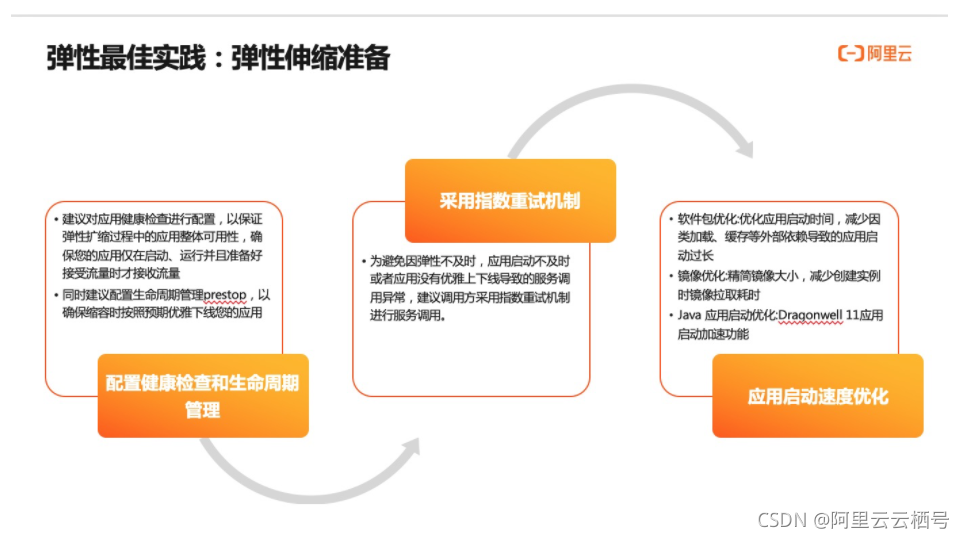 弹性最佳实践：弹性伸缩准备
阿里云
• 建议对应用健康检查进行配置，以保证
弹性扩缩过程中的应用整体可用性，确
保您的应用仅在启动、运行并且准备好
接受流量时才接收流量
• 同时建议配置生命周期管理prestop，以
确保缩容时按照预期优雅下线您的应用
配置健康检查和生命周期
管理
采用指数重试机制
• 为避免因弹性不及时，应用启动不及时
或者应用没有优雅上下线导致的服务调
用异常，建议调用方采用指数重试机制
进行服务调用。
• 软件包优化:优化应用启动时间，减少因
类加载、缓存等外部依赖导致的应用启
动过长
• 镜像优化:精简镜像大小，减少创建实例
时镜像拉取耗时
• Java 应用启动优化:Dragonwell 11应用
启动加速功能
应用启动速度优化
CSDN @阿里云云栖号